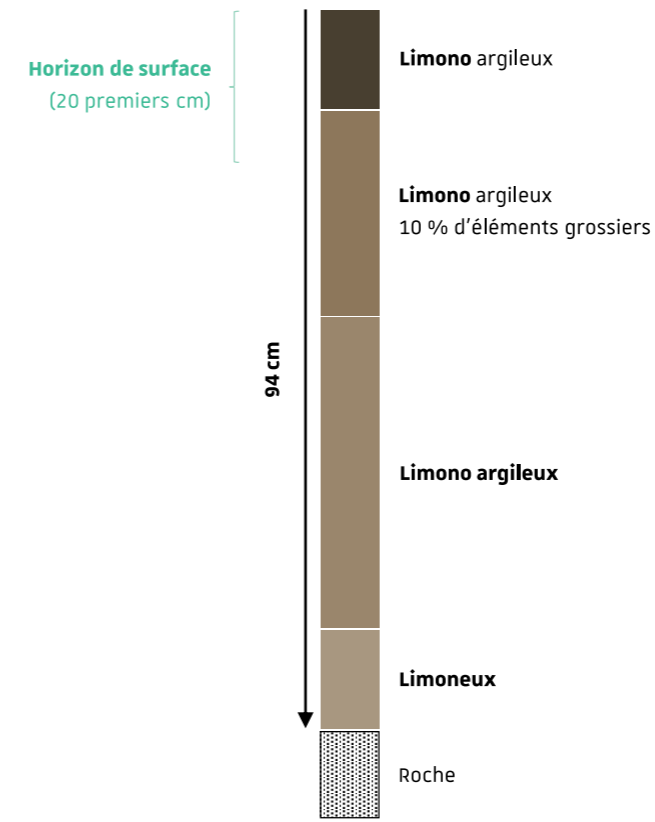 Horizon de surface
(20 premiers cm)
Limono argileux
Limono argileux
10 % d'éléments grossiers
94 cm
Limono argileux
Limoneux
Roche